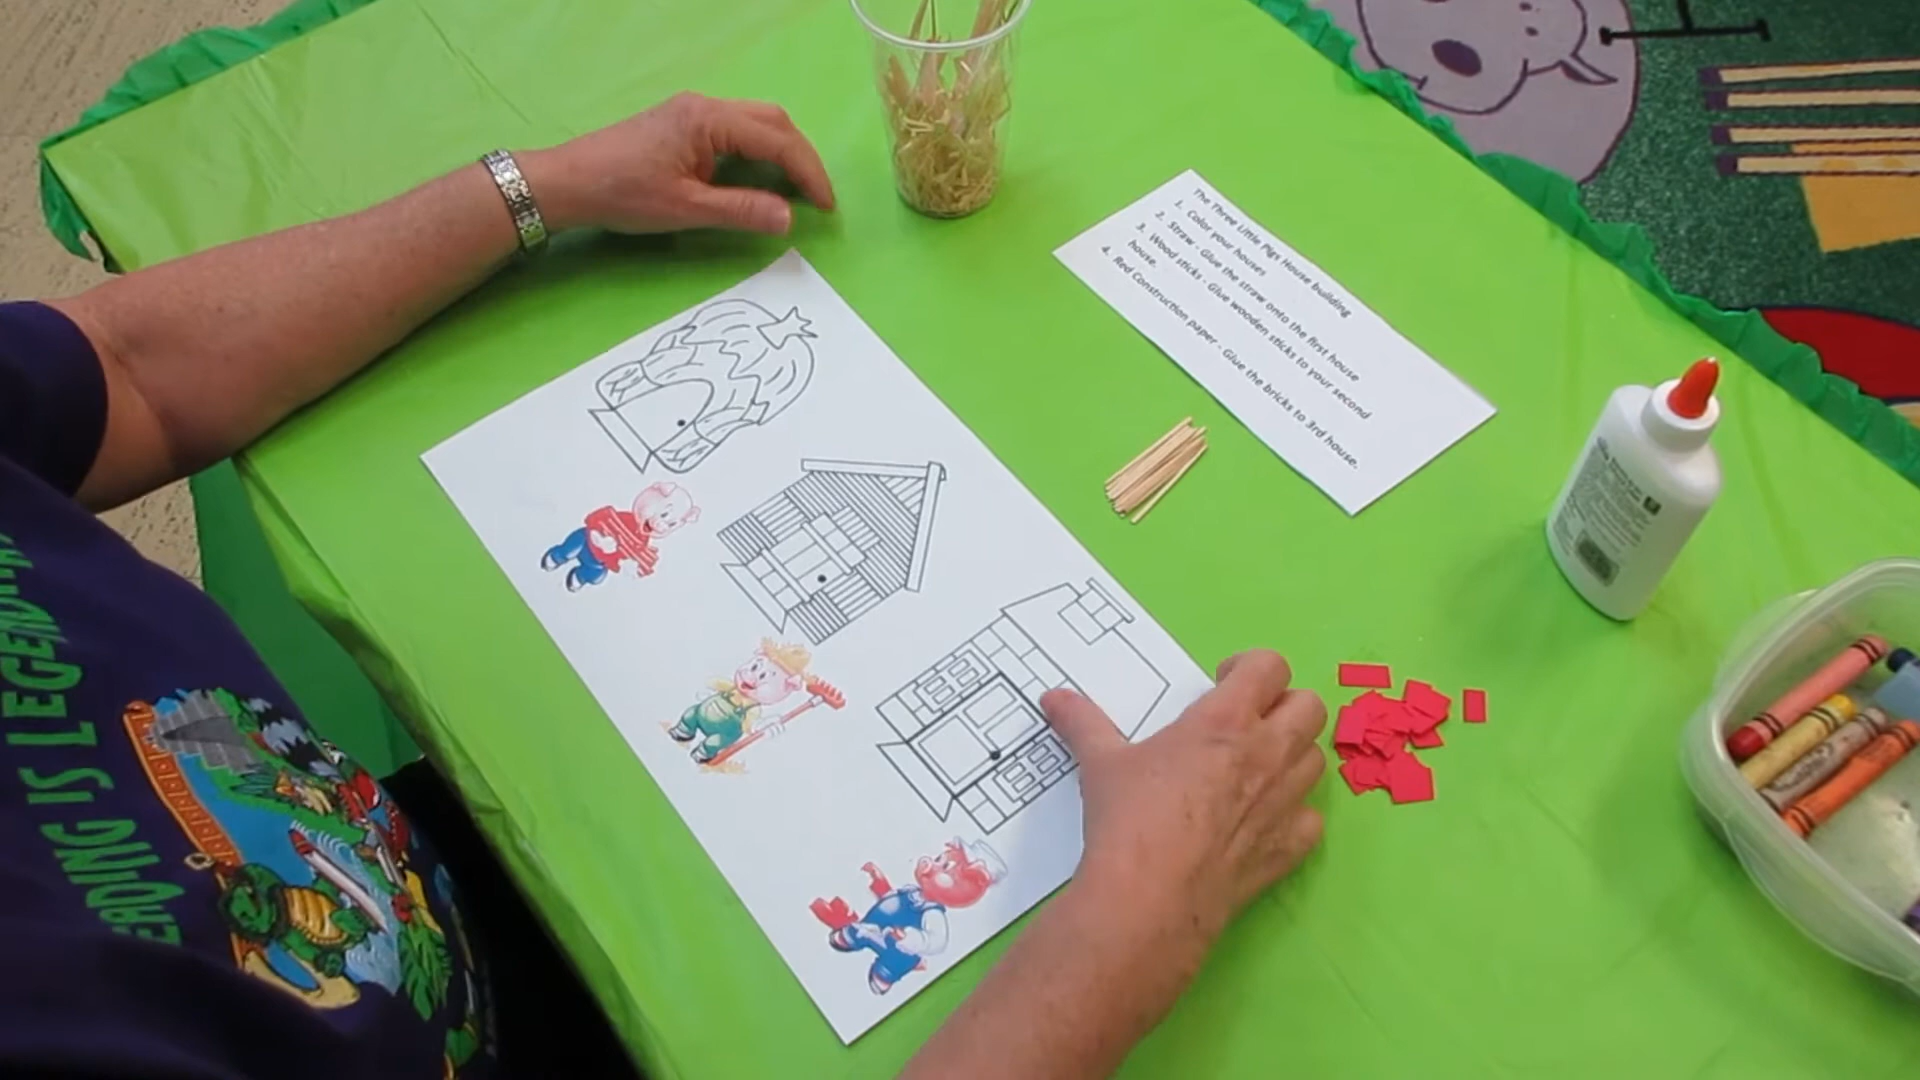 The Three Little Pigs House building
1. Color your houses
2. Straw - Glue the straw onto the first house
3. Wood sticks - Glue wooden sticks to your second
house.
4. Red Construction paper - Glue the bricks to 3rd house.
IS LEGEND